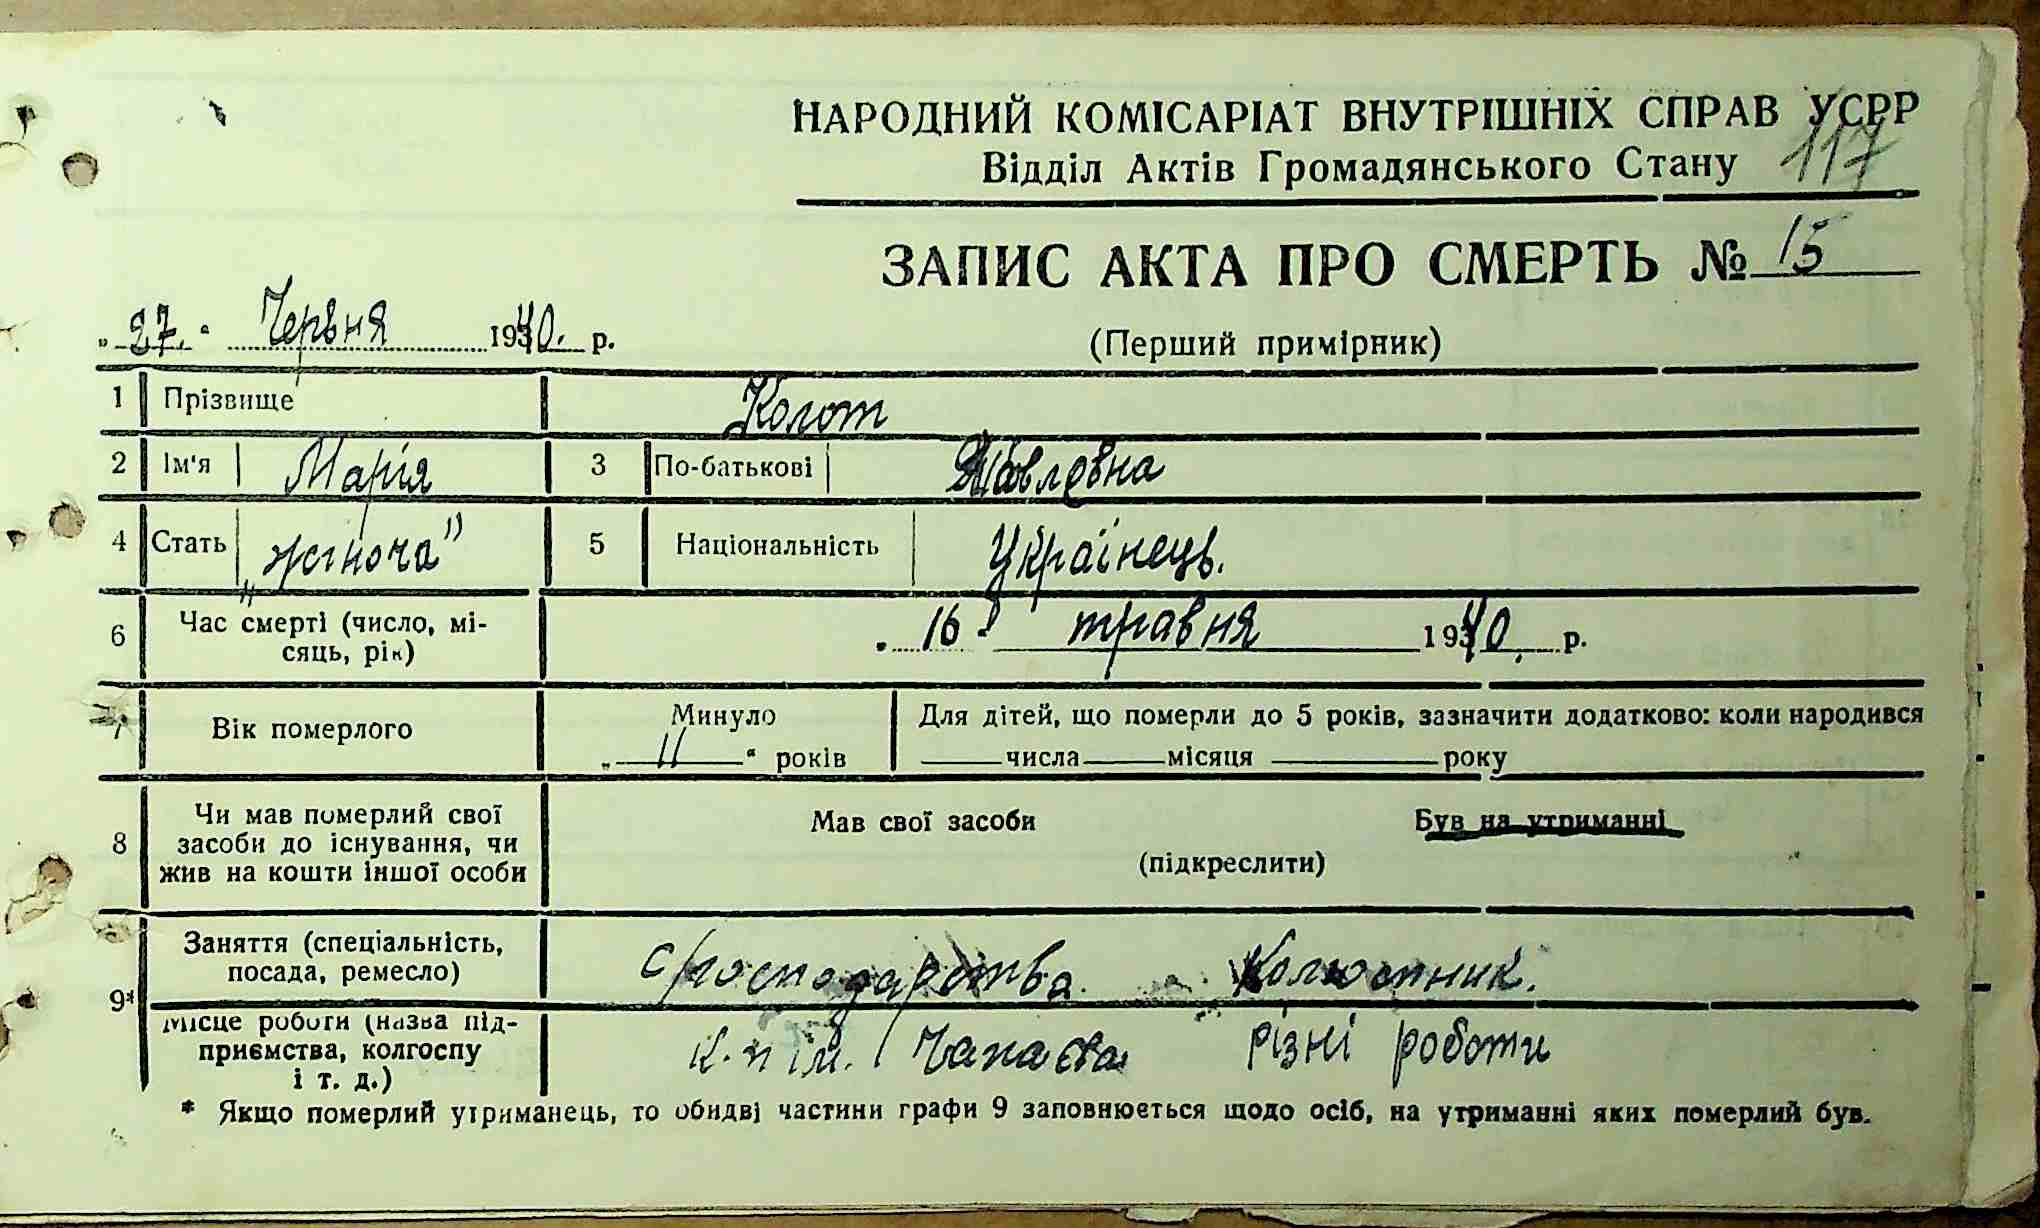 НАРОДНИЙ КОМІСАРІАТ ВНУТРІШНІХ СПРАВ УСРР
Відділ Актів Громадянського Стану 117
ЗАПИС АКТА ПРО СМЕРТЬ № 15
„27.“ Червня 1940. р.
(Перший примірник)
1 Прізвище Колот
2 Ім'я Марія 3 По-батькові
4 Стать „жіноча" 5 Національність Українець.
6 Час смерті (число, мі-
сяць, рік)
„16“ травня 1940. р.
7 Вік померлого
Минуло
„11“ років
Для дітей, що померли до 5 років, зазначити додатково: коли народився
числа місяця року
8 Чи мав померлий свої
засоби до існування, чи
жив на кошти іншої особи
Мав свої засоби Був на утриманні
(підкреслити)
9* Заняття (спеціальність,
посада, ремесло)
с/господарства. Колгоспник.
Місце роботи (назва під-
приємства, колгоспу
і т. д.)
ім. Чапаєва різні роботи
* Якщо померлий утриманець, то обидві частини графи 9 заповнюється щодо осіб, на утриманні яких померлий був.